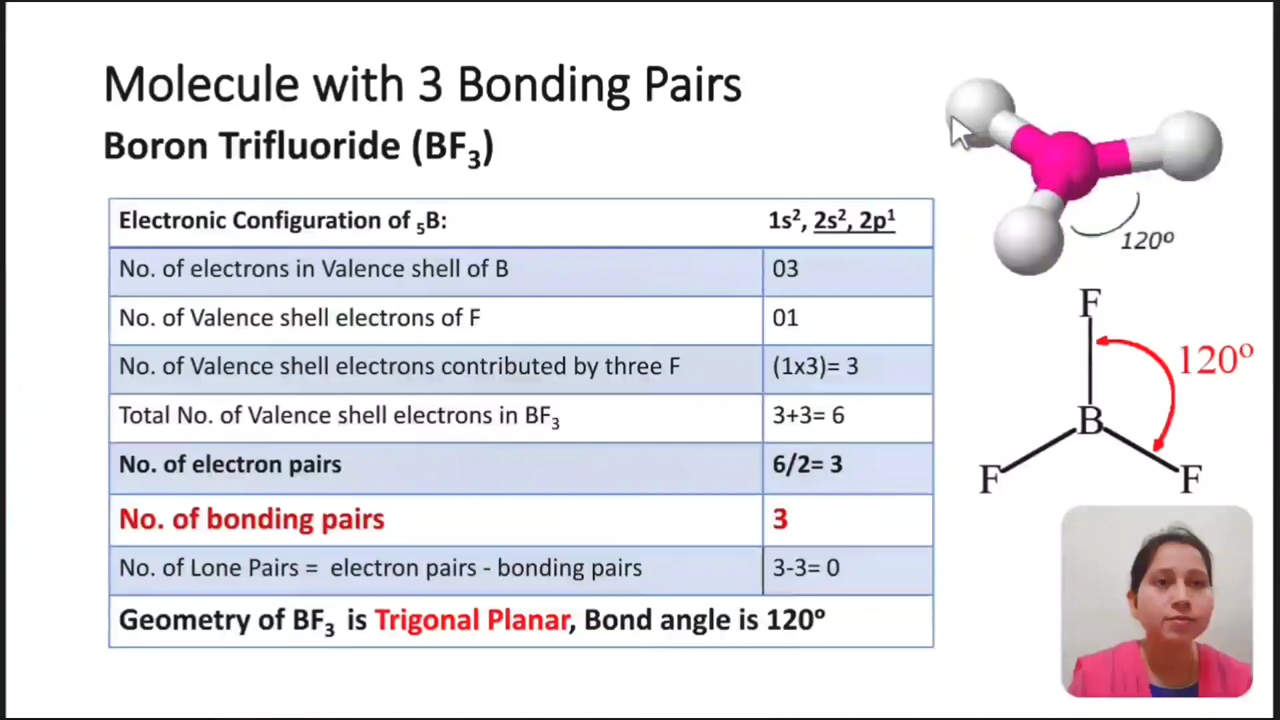 Molecule with 3 Bonding Pairs
Boron Trifluoride (BF₃)
Electronic Configuration of ₅B: 1s², 2s², 2p¹
No. of electrons in Valence shell of B 03
No. of Valence shell electrons of F 01
No. of Valence shell electrons contributed by three F (1x3)= 3
Total No. of Valence shell electrons in BF₃ 3+3= 6
No. of electron pairs 6/2= 3
No. of bonding pairs 3
No. of Lone Pairs = electron pairs - bonding pairs 3-3= 0
Geometry of BF₃ is Trigonal Planar, Bond angle is 120º
120º
F
120º
B
F F